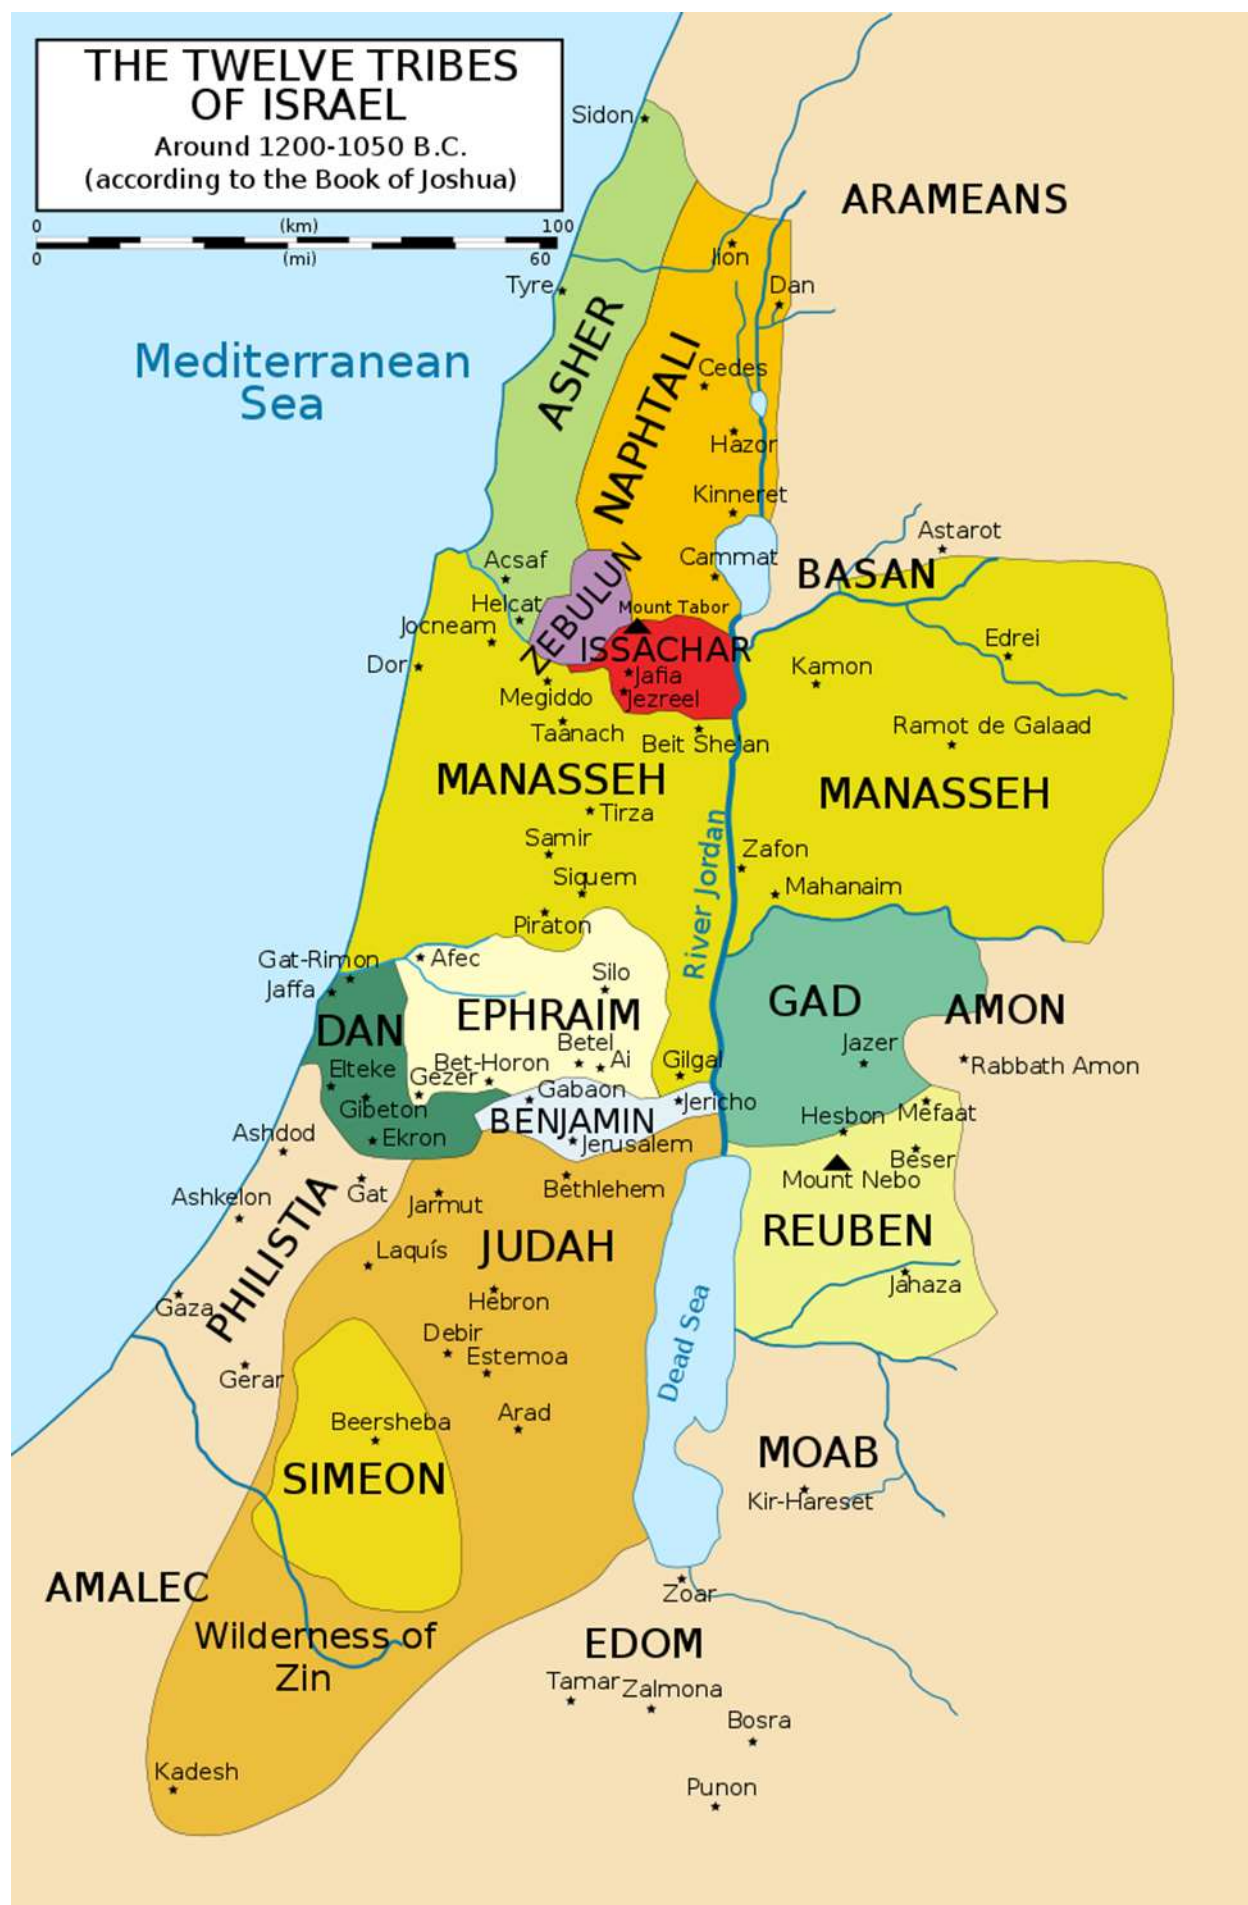 THE TWELVE TRIBES
OF ISRAEL
Around 1200-1050 B.C.
(according to the Book of Joshua)
0 (km) 100
0 (mi) 60
Sidon
ARAMEANS
Ilon
Tyre
Dan
ASHER
Mediterranean
Sea
NAPHTALI
Cedes
Hazor
Kinneret
Astarot
Acsaf
Cammat
BASAN
Helcat
ZEBULUN
Mount Tabor
Jocneam
ISSACHAR
Edrei
Dor
Jafia
Kamon
Megiddo
Jezreel
Taanach
Beit She'an
Ramot de Galaad
MANASSEH
MANASSEH
Tirza
Samir
River Jordan
Zafon
Siquem
Mahanaim
Piraton
Gat-Rimon
Afec
Silo
Jaffa
DAN
EPHRAIM
GAD
AMON
Betel
Jazer
Elteke
Bet-Horon
Ai
Gilgal
Rabbath Amon
Gezer
Gabaon
Gibeton
Jericho
Hesbon
Mefaat
Ashdod
Ekron
BENJAMIN
Jerusalem
Beser
Mount Nebo
Ashkelon
Gat
Jarmut
Bethlehem
PHILISTIA
Laquís
JUDAH
REUBEN
Jahaza
Gaza
Hebron
Dead Sea
Debir
Estemoa
Gerar
Beersheba
Arad
SIMEON
MOAB
Kir-Hareset
AMALEC
Zoar
Wilderness of
Zin
EDOM
Tamar
Zalmona
Bosra
Kadesh
Punon